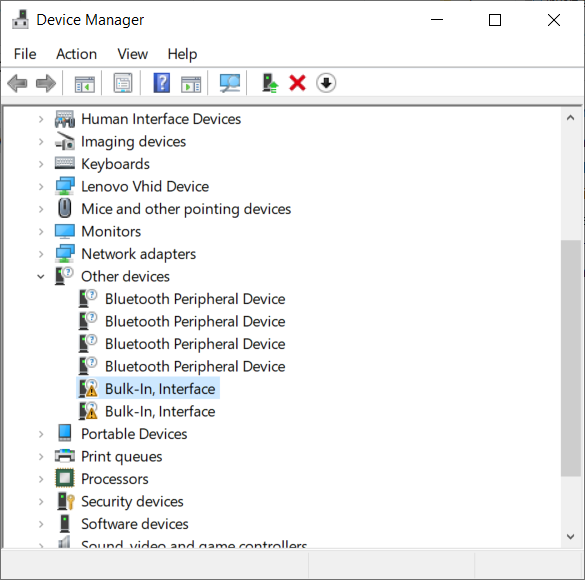 Device Manager
File Action View Help
Human Interface Devices
Imaging devices
Keyboards
Lenovo Vhid Device
Mice and other pointing devices
Monitors
Network adapters
Other devices
Bluetooth Peripheral Device
Bluetooth Peripheral Device
Bluetooth Peripheral Device
Bluetooth Peripheral Device
Bulk-In, Interface
Bulk-In, Interface
Portable Devices
Print queues
Processors
Security devices
Software devices
Sound, video and game controllers